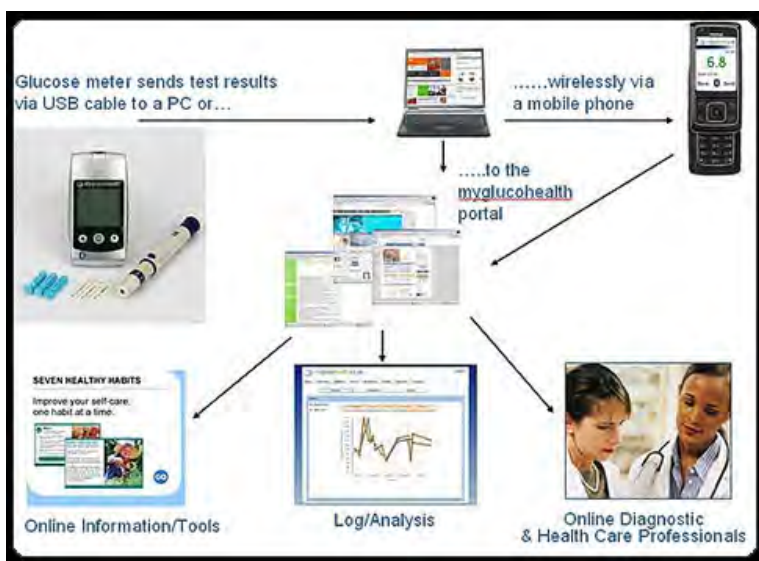 Glucose meter sends test results
via USB cable to a PC or…
……wirelessly via
a mobile phone
6.8
…..to the
myglucohealth
portal
SEVEN HEALTHY HABITS
Improve your self-care,
one habit at a time.
GO
Online Information/Tools
Log/Analysis
Online Diagnostic
& Health Care Professionals